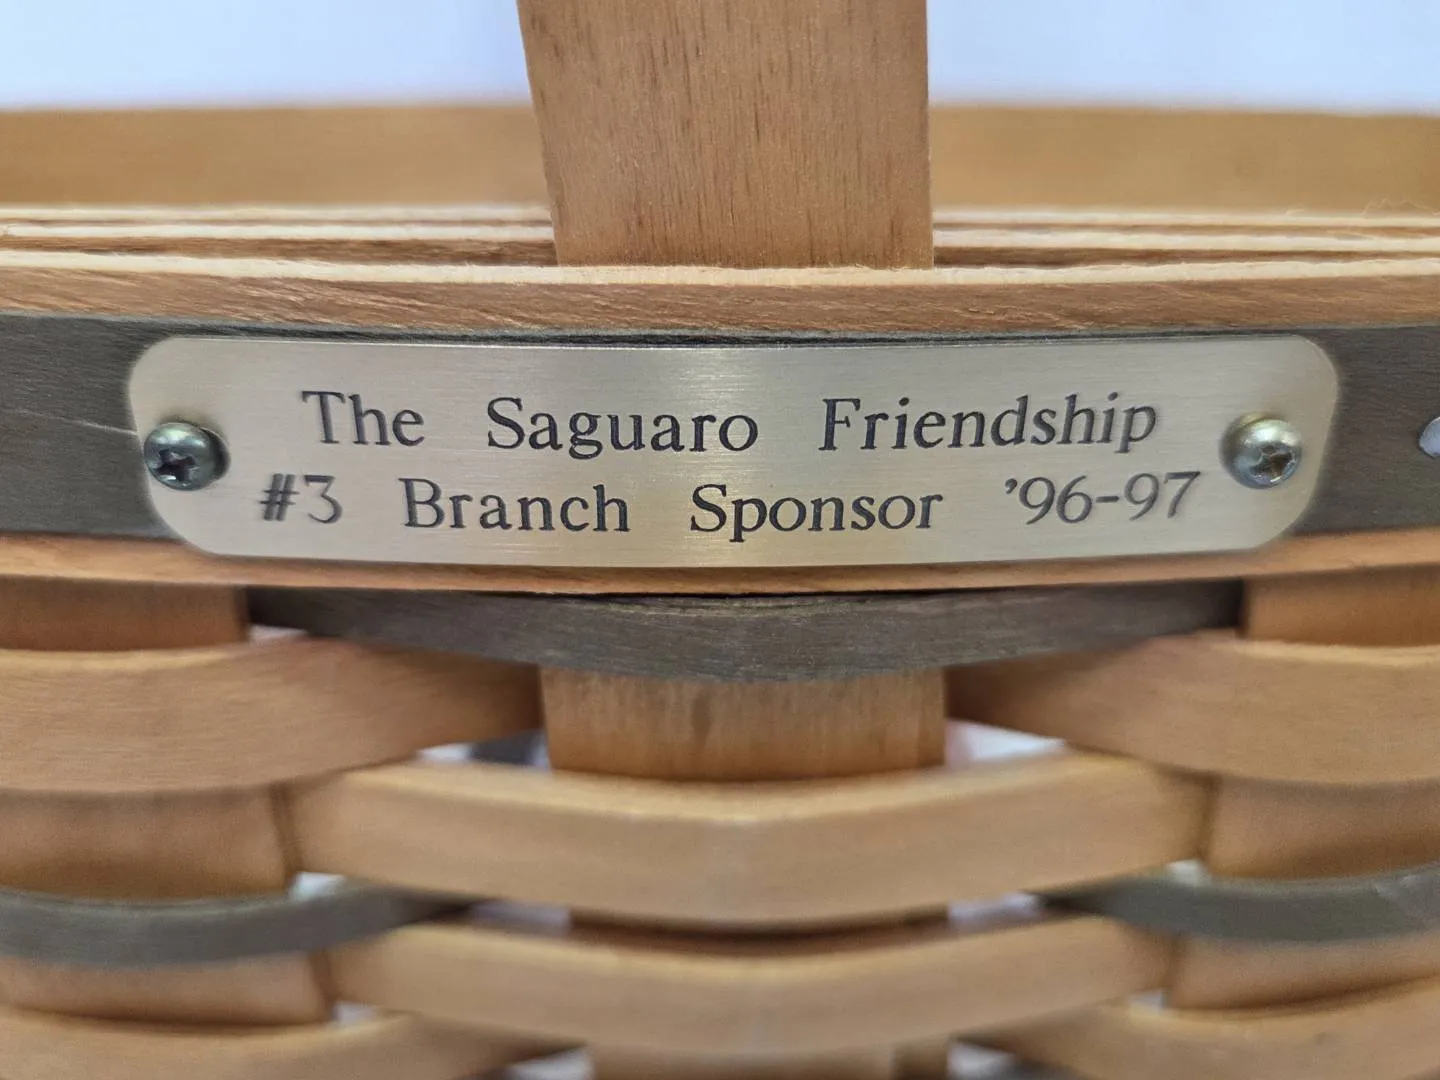 The Saguaro Friendship
#3 Branch Sponsor '96-97